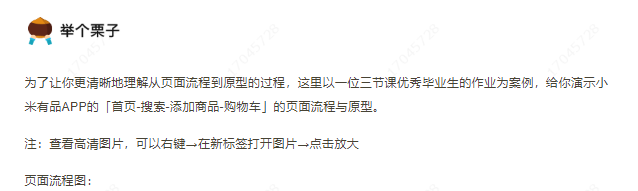 举个栗子
为了让你更清晰地理解从页面流程到原型的过程，这里以一位三节课优秀毕业生的作业为案例，给你演示小
米有品APP的「首页-搜索-添加商品-购物车」的页面流程与原型。
注：查看高清图片，可以右键→在新标签打开图片→点击放大
页面流程图：